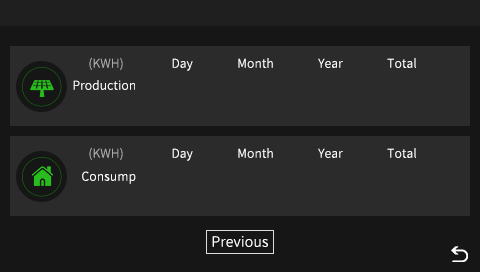 (KWH) Day Month Year Total
Production
(KWH) Day Month Year Total
Consump
Previous